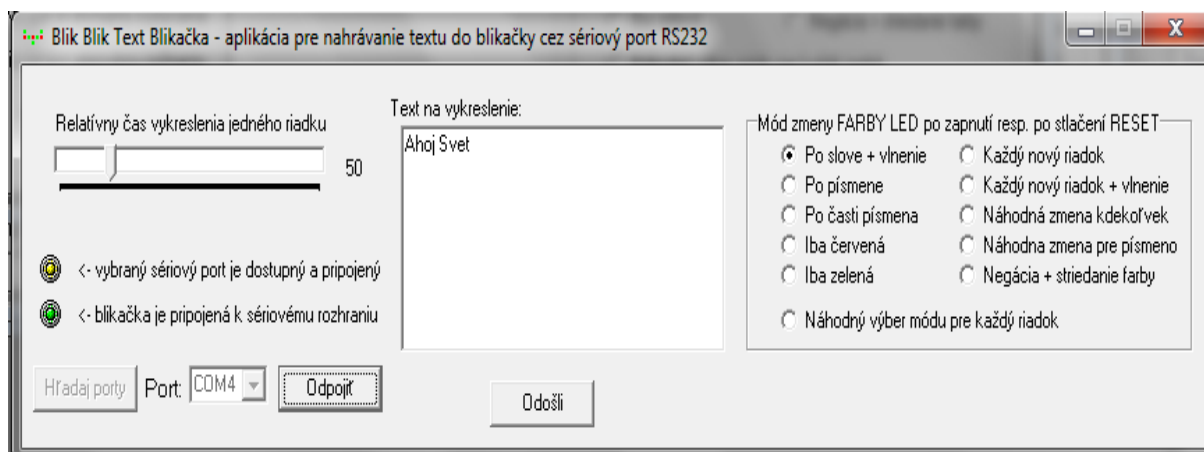 Blik Blik Text Blikačka - aplikácia pre nahrávanie textu do blikačky cez sériový port RS232
Relatívny čas vykreslenia jedného riadku
50
<- vybraný sériový port je dostupný a pripojený
<- blikačka je pripojená k sériovému rozhraniu
Hľadaj porty
Port:
COM4
Odpojiť
Text na vykreslenie:
Ahoj Svet
Odošli
Mód zmeny FARBY LED po zapnutí resp. po stlačení RESET
Po slove + vlnenie
Po písmene
Po časti písmena
Iba červená
Iba zelená
Každý nový riadok
Každý nový riadok + vlnenie
Náhodná zmena kdekoľvek
Náhodna zmena pre písmeno
Negácia + striedanie farby
Náhodný výber módu pre každý riadok